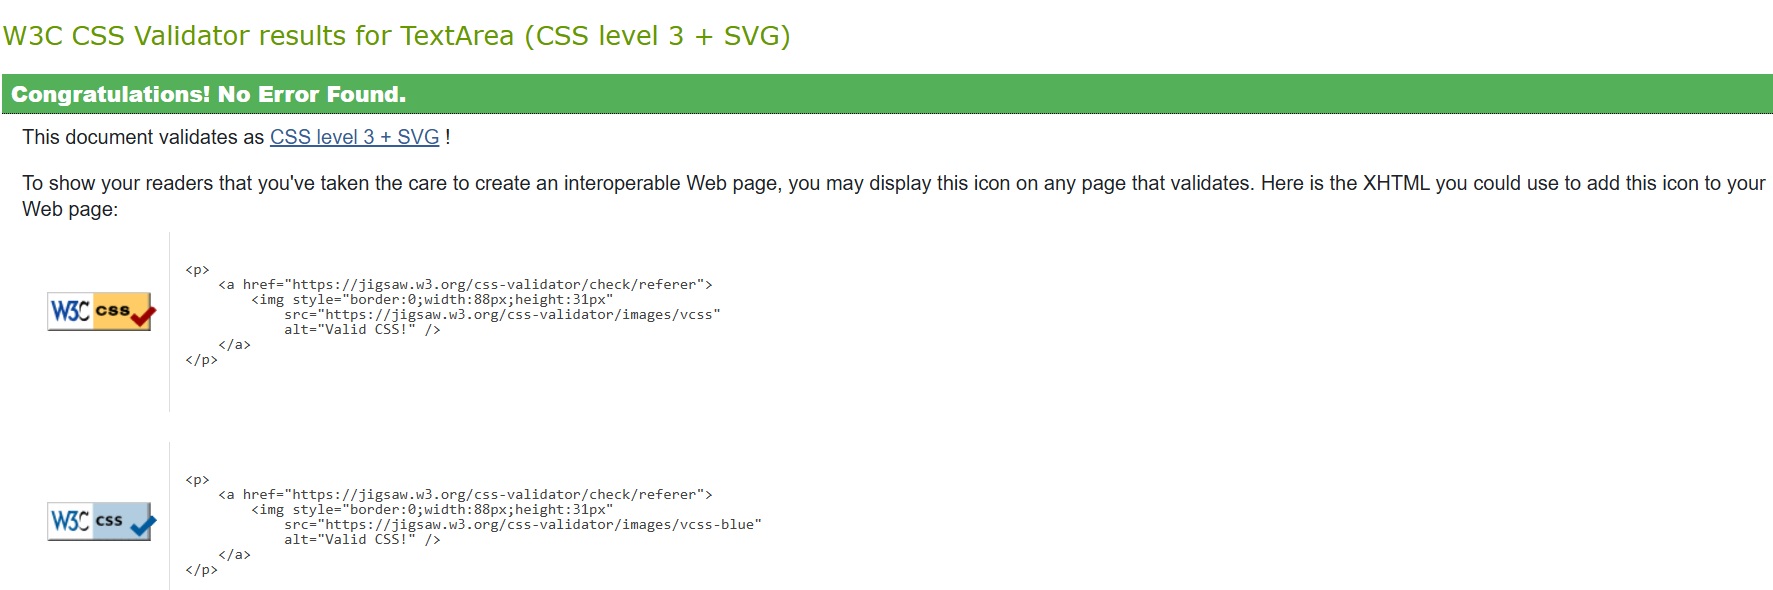 W3C CSS Validator results for TextArea (CSS level 3 + SVG)
Congratulations! No Error Found.
This document validates as CSS level 3 + SVG !
To show your readers that you've taken the care to create an interoperable Web page, you may display this icon on any page that validates. Here is the XHTML you could use to add this icon to your
Web page:
W3C css
<p>
    <a href="https://jigsaw.w3.org/css-validator/check/referer">
        <img style="border:0;width:88px;height:31px"
            src="https://jigsaw.w3.org/css-validator/images/vcss"
            alt="Valid CSS!" />
    </a>
</p>
W3C css
<p>
    <a href="https://jigsaw.w3.org/css-validator/check/referer">
        <img style="border:0;width:88px;height:31px"
            src="https://jigsaw.w3.org/css-validator/images/vcss-blue"
            alt="Valid CSS!" />
    </a>
</p>